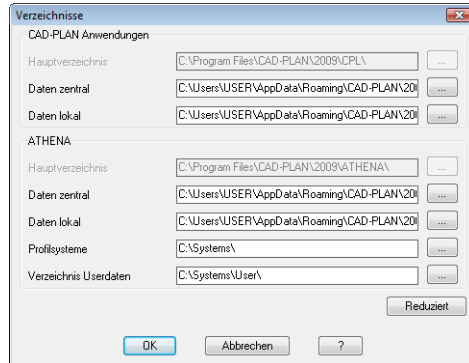 Verzeichnisse
CAD-PLAN Anwendungen
Hauptverzeichnis C:\Program Files\CAD-PLAN\2009\CPL\ ...
Daten zentral C:\Users\USER\AppData\Roaming\CAD-PLAN\20 ...
Daten lokal C:\Users\USER\AppData\Roaming\CAD-PLAN\20 ...
ATHENA
Hauptverzeichnis C:\Program Files\CAD-PLAN\2009\ATHENA\ ...
Daten zentral C:\Users\USER\AppData\Roaming\CAD-PLAN\20 ...
Daten lokal C:\Users\USER\AppData\Roaming\CAD-PLAN\20 ...
Profilsysteme C:\Systems\ ...
Verzeichnis Userdaten C:\Systems\User\ ...
Reduziert
OK Abbrechen ?